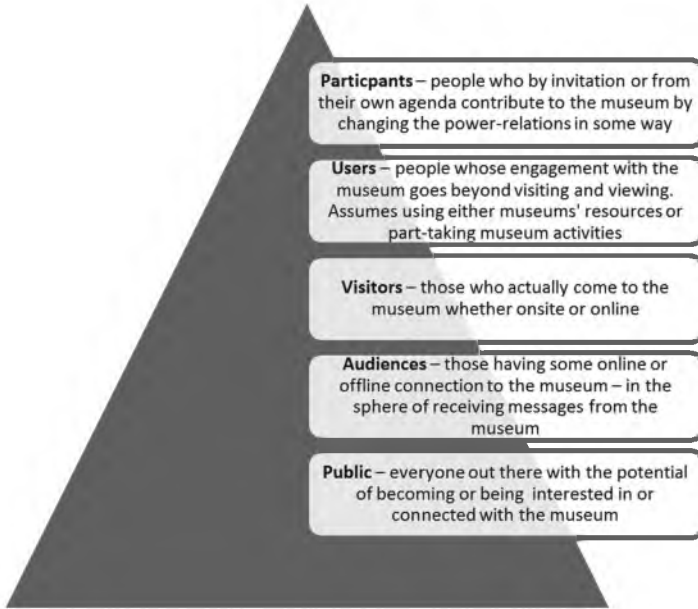 Particpants – people who by invitation or from
their own agenda contribute to the museum by
changing the power-relations in some way
Users – people whose engagement with the
museum goes beyond visiting and viewing.
Assumes using either museums' resources or
part-taking museum activities
Visitors – those who actually come to the
museum whether onsite or online
Audiences – those having some online or
offline connection to the museum – in the
sphere of receiving messages from the
museum
Public – everyone out there with the potential
of becoming or being interested in or
connected with the museum